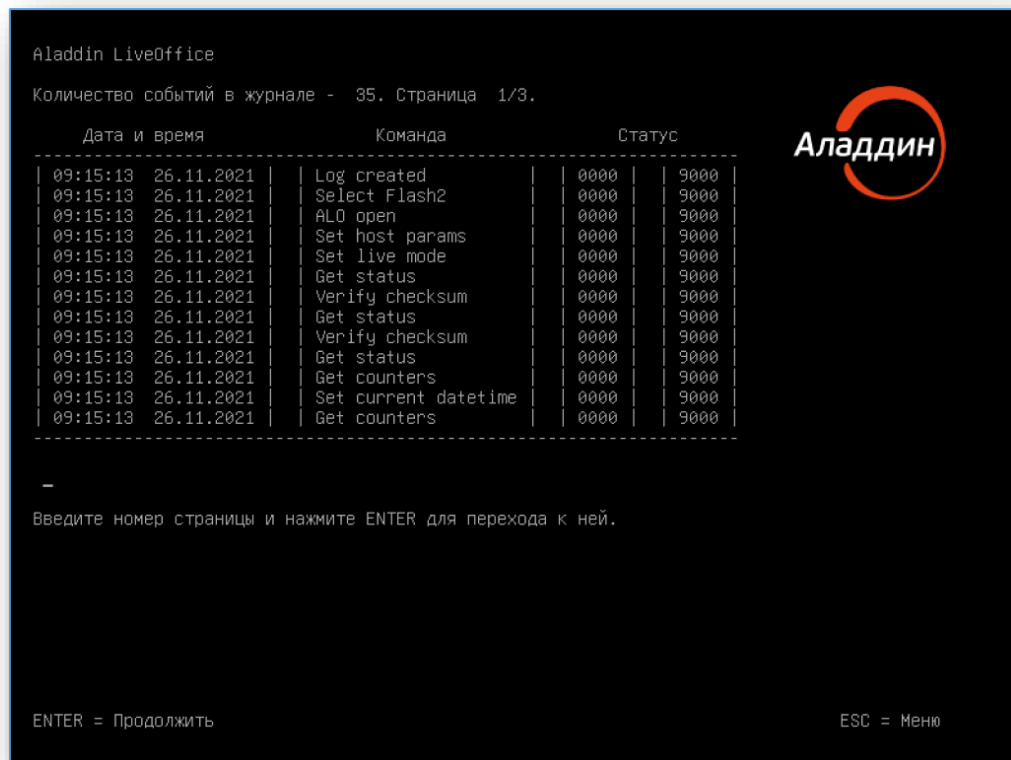 Aladdin LiveOffice
Количество событий в журнале -  35. Страница  1/3.
Аладдин
Дата и время Команда Статус
---------------------------------------------------------------------
| 09:15:13  26.11.2021 |  | Log created          |  | 0000 |  | 9000 |
| 09:15:13  26.11.2021 |  | Select Flash2        |  | 0000 |  | 9000 |
| 09:15:13  26.11.2021 |  | ALO open             |  | 0000 |  | 9000 |
| 09:15:13  26.11.2021 |  | Set host params      |  | 0000 |  | 9000 |
| 09:15:13  26.11.2021 |  | Set live mode        |  | 0000 |  | 9000 |
| 09:15:13  26.11.2021 |  | Get status           |  | 0000 |  | 9000 |
| 09:15:13  26.11.2021 |  | Verify checksum      |  | 0000 |  | 9000 |
| 09:15:13  26.11.2021 |  | Get status           |  | 0000 |  | 9000 |
| 09:15:13  26.11.2021 |  | Verify checksum      |  | 0000 |  | 9000 |
| 09:15:13  26.11.2021 |  | Get status           |  | 0000 |  | 9000 |
| 09:15:13  26.11.2021 |  | Get counters         |  | 0000 |  | 9000 |
| 09:15:13  26.11.2021 |  | Set current datetime |  | 0000 |  | 9000 |
| 09:15:13  26.11.2021 |  | Get counters         |  | 0000 |  | 9000 |
---------------------------------------------------------------------
_
Введите номер страницы и нажмите ENTER для перехода к ней.
ENTER = Продолжить ESC = Меню